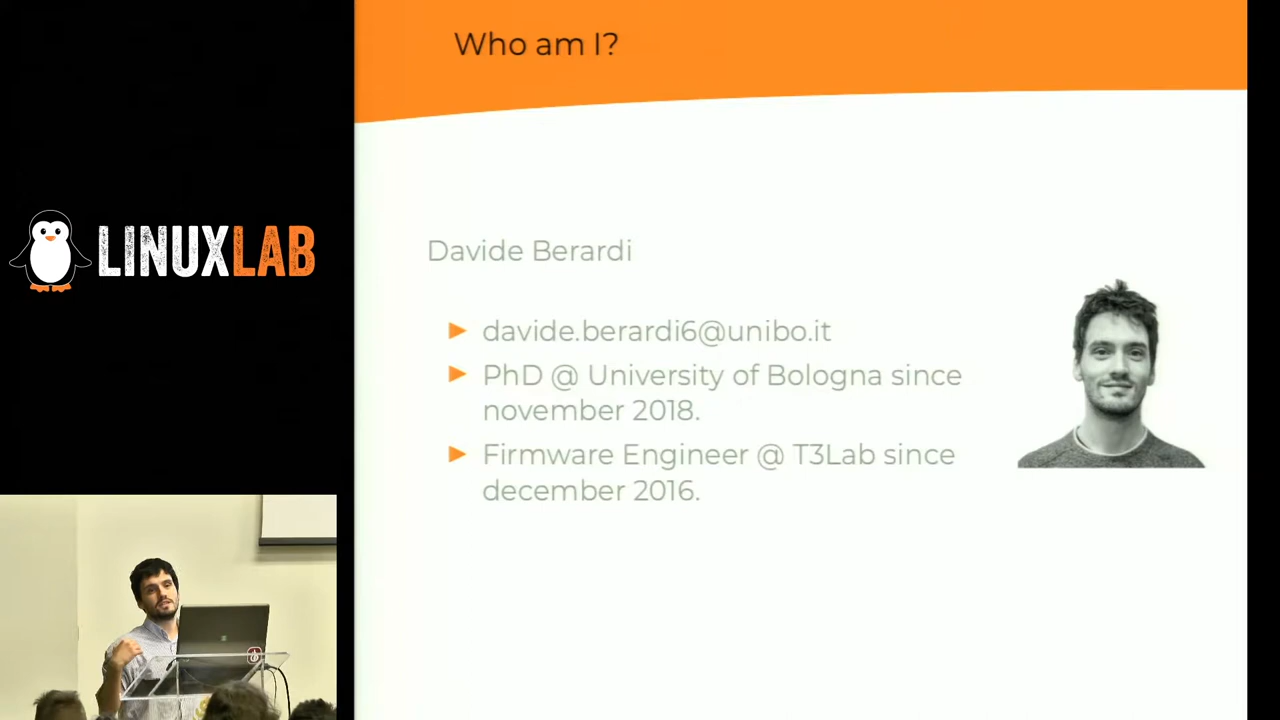 Who am I?
LINUXLAB
Davide Berardi
davide.berardi6@unibo.it
PhD @ University of Bologna since
november 2018.
Firmware Engineer @ T3Lab since
december 2016.